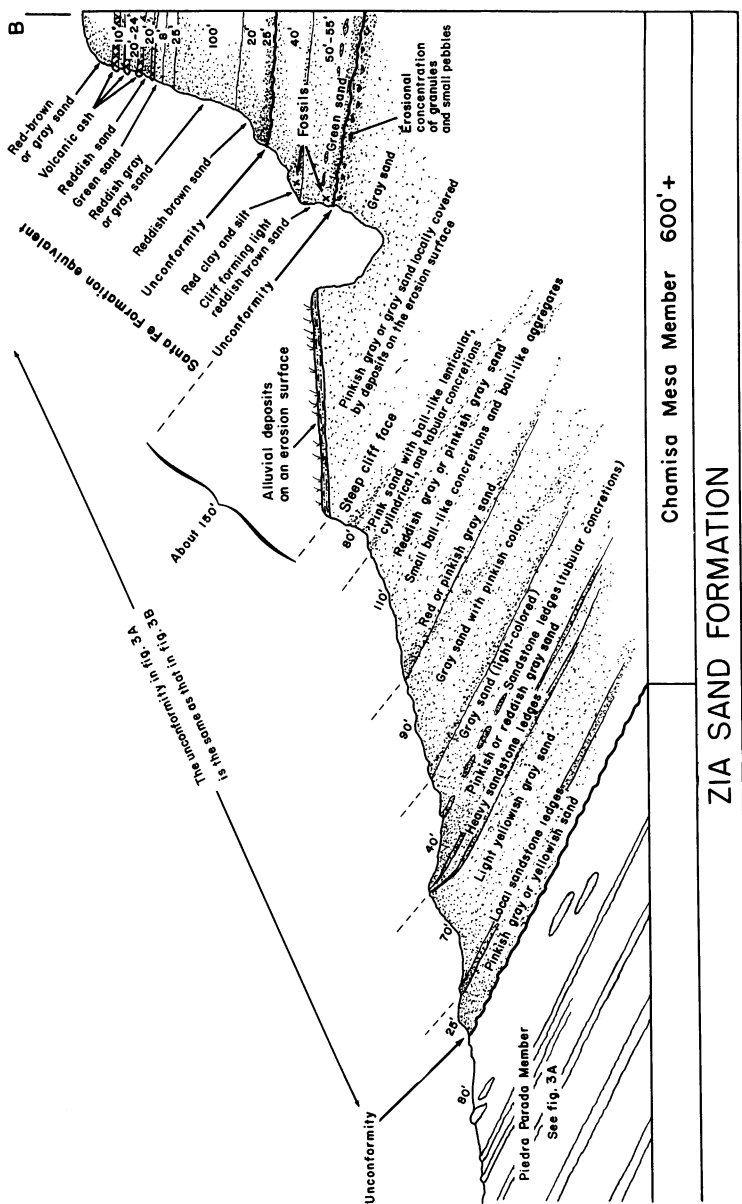 B
Red-brown
or gray sand
Volcanic ash
Reddish sand
Green sand
Reddish gray
or gray sand
Reddish brown sand
Unconformity
Red clay and silt
Cliff forming light
reddish brown sand
Unconformity
Santa Fe Formation equivalent
10'
20'-24'
20'
8'
25'
100'
20'
25'
40'
50'-55'
Fossils
Green sand
Erosional
concentration
of granules
and small pebbles
Gray sand
Pinkish gray or gray sand locally covered
by deposits on the erosion surface
Alluvial deposits
on an erosion surface
About 150'
Steep cliff face
80'
Pink sand with ball-like lenticular,
cylindrical, and tabular concretions
Reddish gray or pinkish gray sand
Small ball-like concretions and ball-like aggregates
110'
Red or pinkish gray sand
Gray sand with pinkish color
90'
Gray sand (light-colored)
Sandstone ledges (tubular concretions)
Pinkish or reddish gray sand
40'
Heavy sandstone ledges
Light yellowish gray sand
70'
Local sandstone ledges
Pinkish gray or yellowish sand
25'
Unconformity
80'
Piedra Parada Member
See fig. 3A
The unconformity in fig. 3A
is the same as that in fig. 3B
Chamisa Mesa Member 600'+
ZIA SAND FORMATION